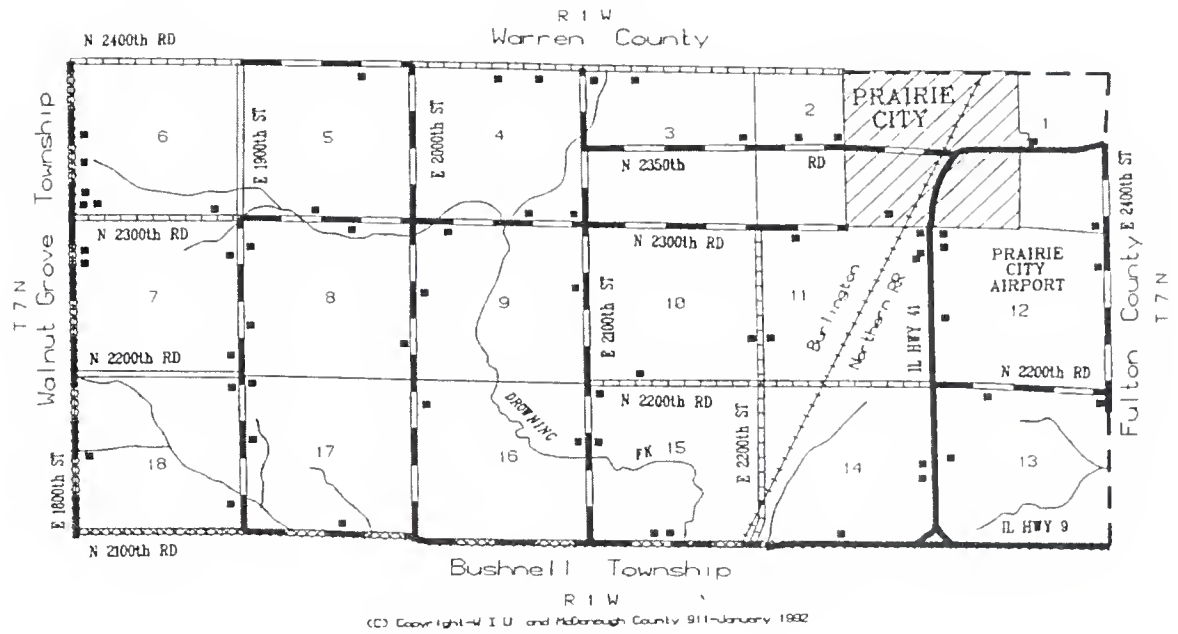 R 1 W
Warren County
N 2400th RD
T 7 N
Walnut Grove Township
6
E 1900th ST
5
E 2000th ST
4
3
2
PRAIRIE
CITY
1
N 2350th RD
E 2400th ST
N 2300th RD
N 2300th RD
7
8
9
E 2100th ST
10
11
Burlington
Northern RR
IL HWY 41
PRAIRIE
CITY
AIRPORT
12
Fulton County
T 7 N
N 2200th RD
N 2200th RD
N 2200th RD
E 1800th ST
18
17
16
DROWNING
FK
15
E 2200th ST
14
13
IL HWY 9
N 2100th RD
Bushnell Township
R 1 W
(C) Copyright-W I U and McDonough County 911-January 1992